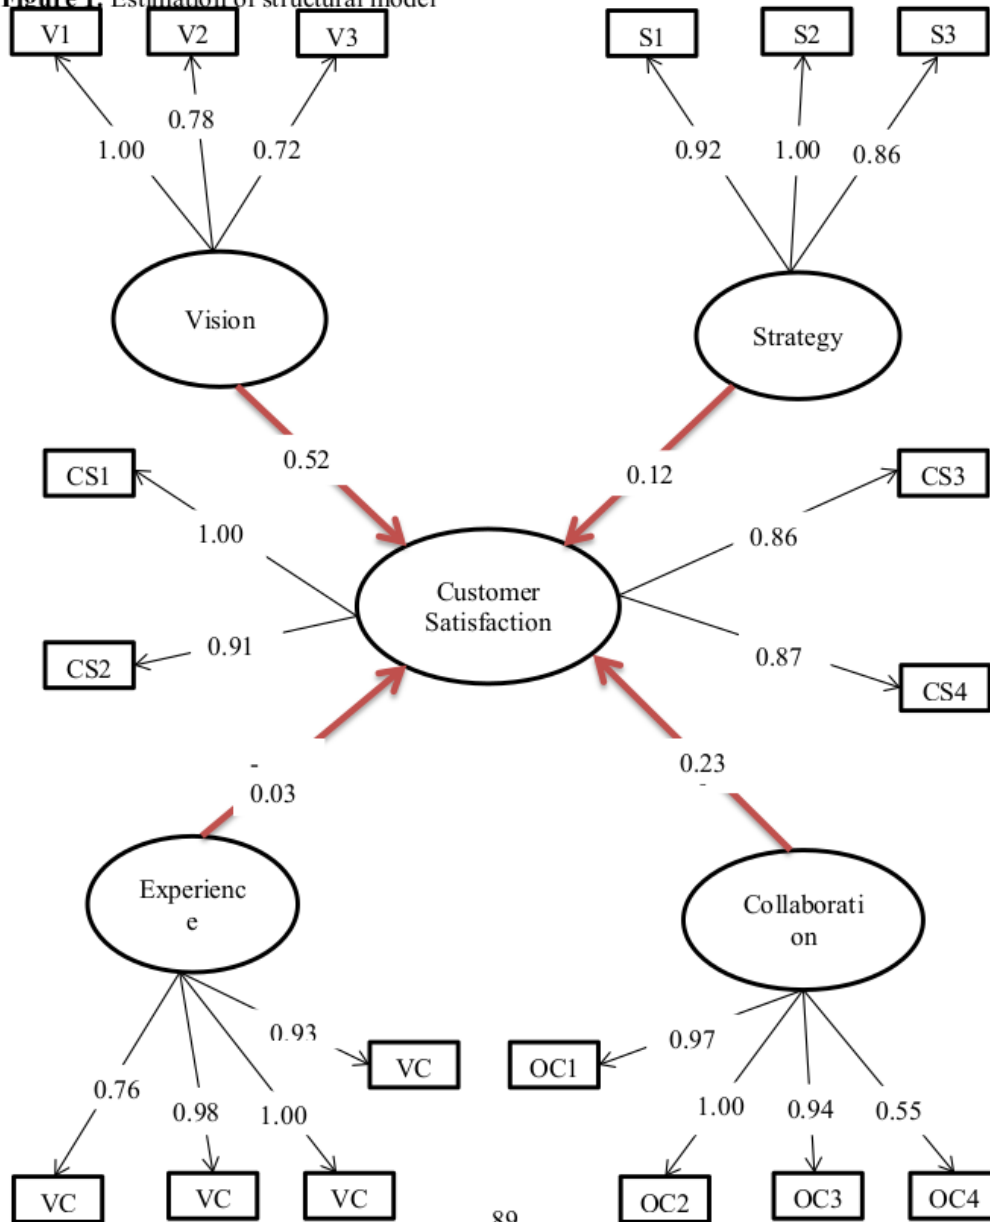 Figure 1. Estimation of structural model
V1 V2 V3 S1 S2 S3
0.78
1.00 0.72 0.92 1.00 0.86
Vision
Strategy
0.52 0.12
CS1 CS3
1.00 0.86
Customer
Satisfaction
0.91 0.87
CS2 CS4
-
0.03
0.23
-
Experienc
e
Collaborati
on
0.93 0.97
VC OC1
0.76 0.98 1.00 1.00 0.94 0.55
VC VC VC OC2 OC3 OC4
89